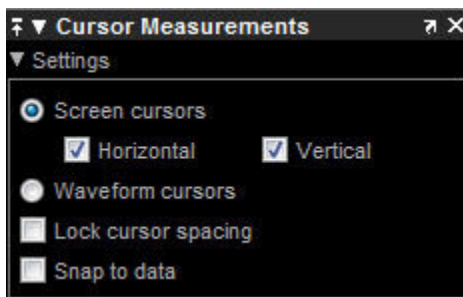 Cursor Measurements
Settings
Screen cursors
Horizontal Vertical
Waveform cursors
Lock cursor spacing
Snap to data